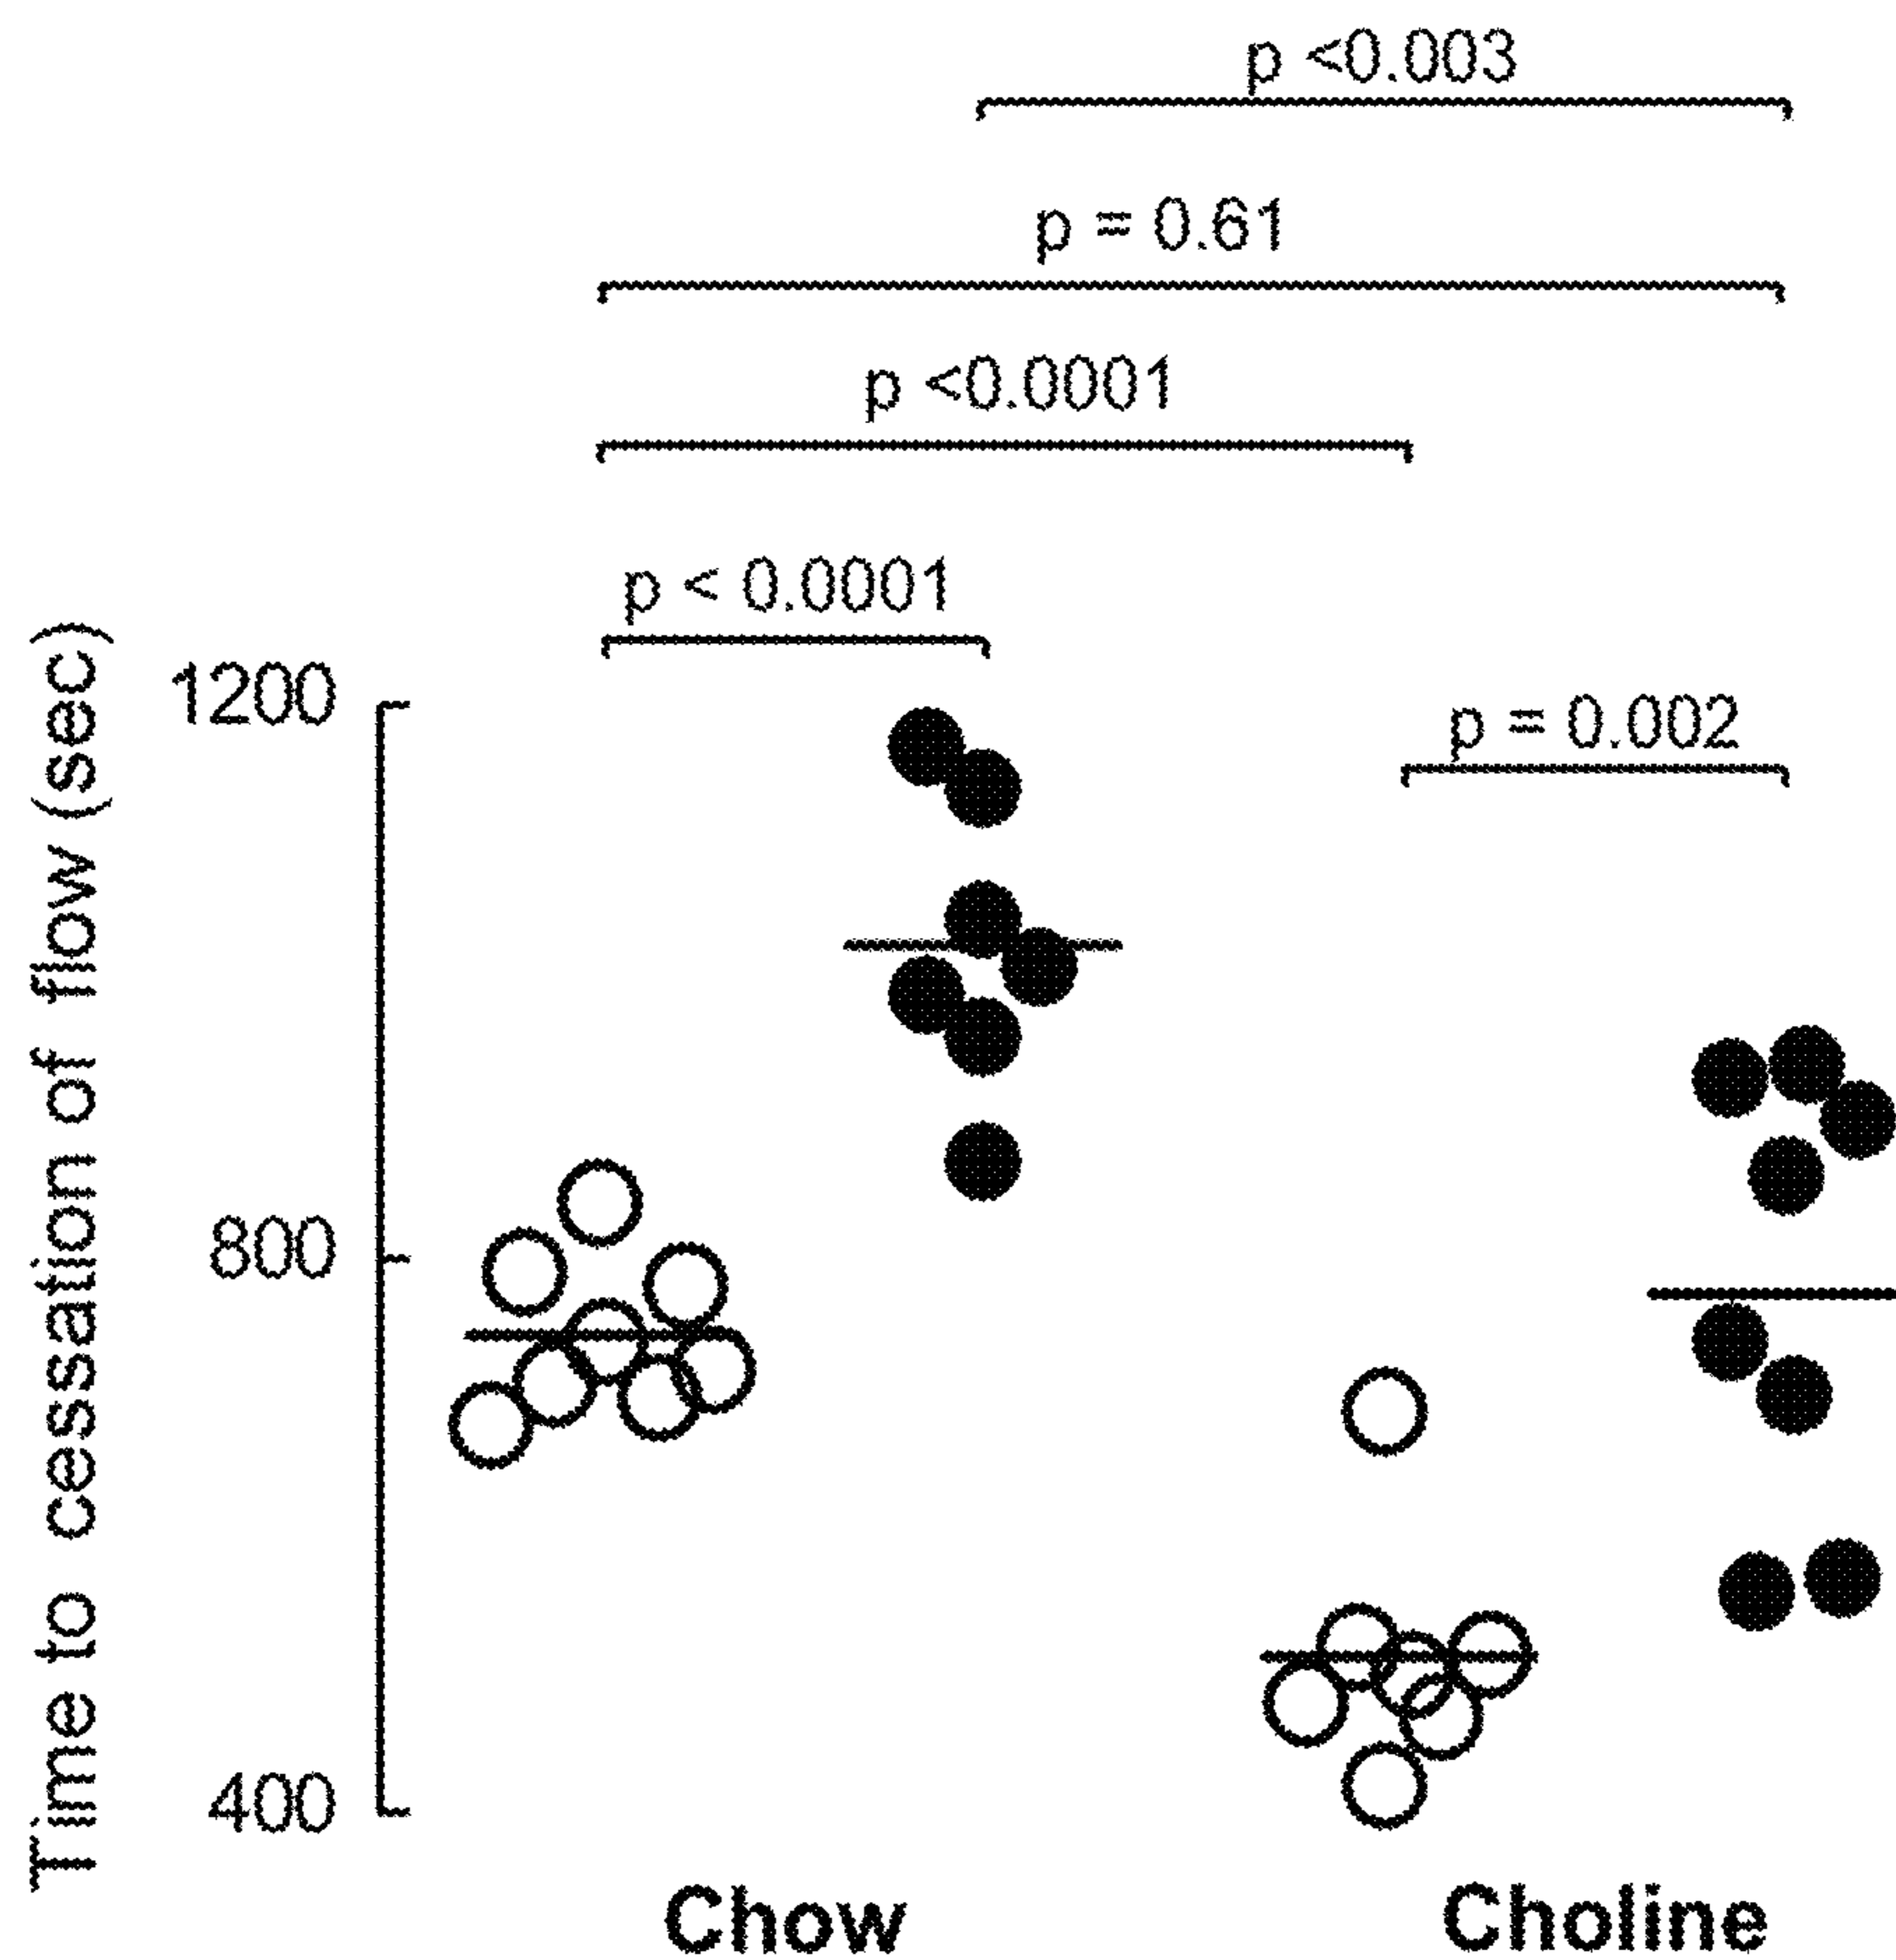 p <0.003
p = 0.61
p <0.0001
p < 0.0001
p = 0.002
Time to cessation of flow (sec)
1200
800
400
Chow
Choline